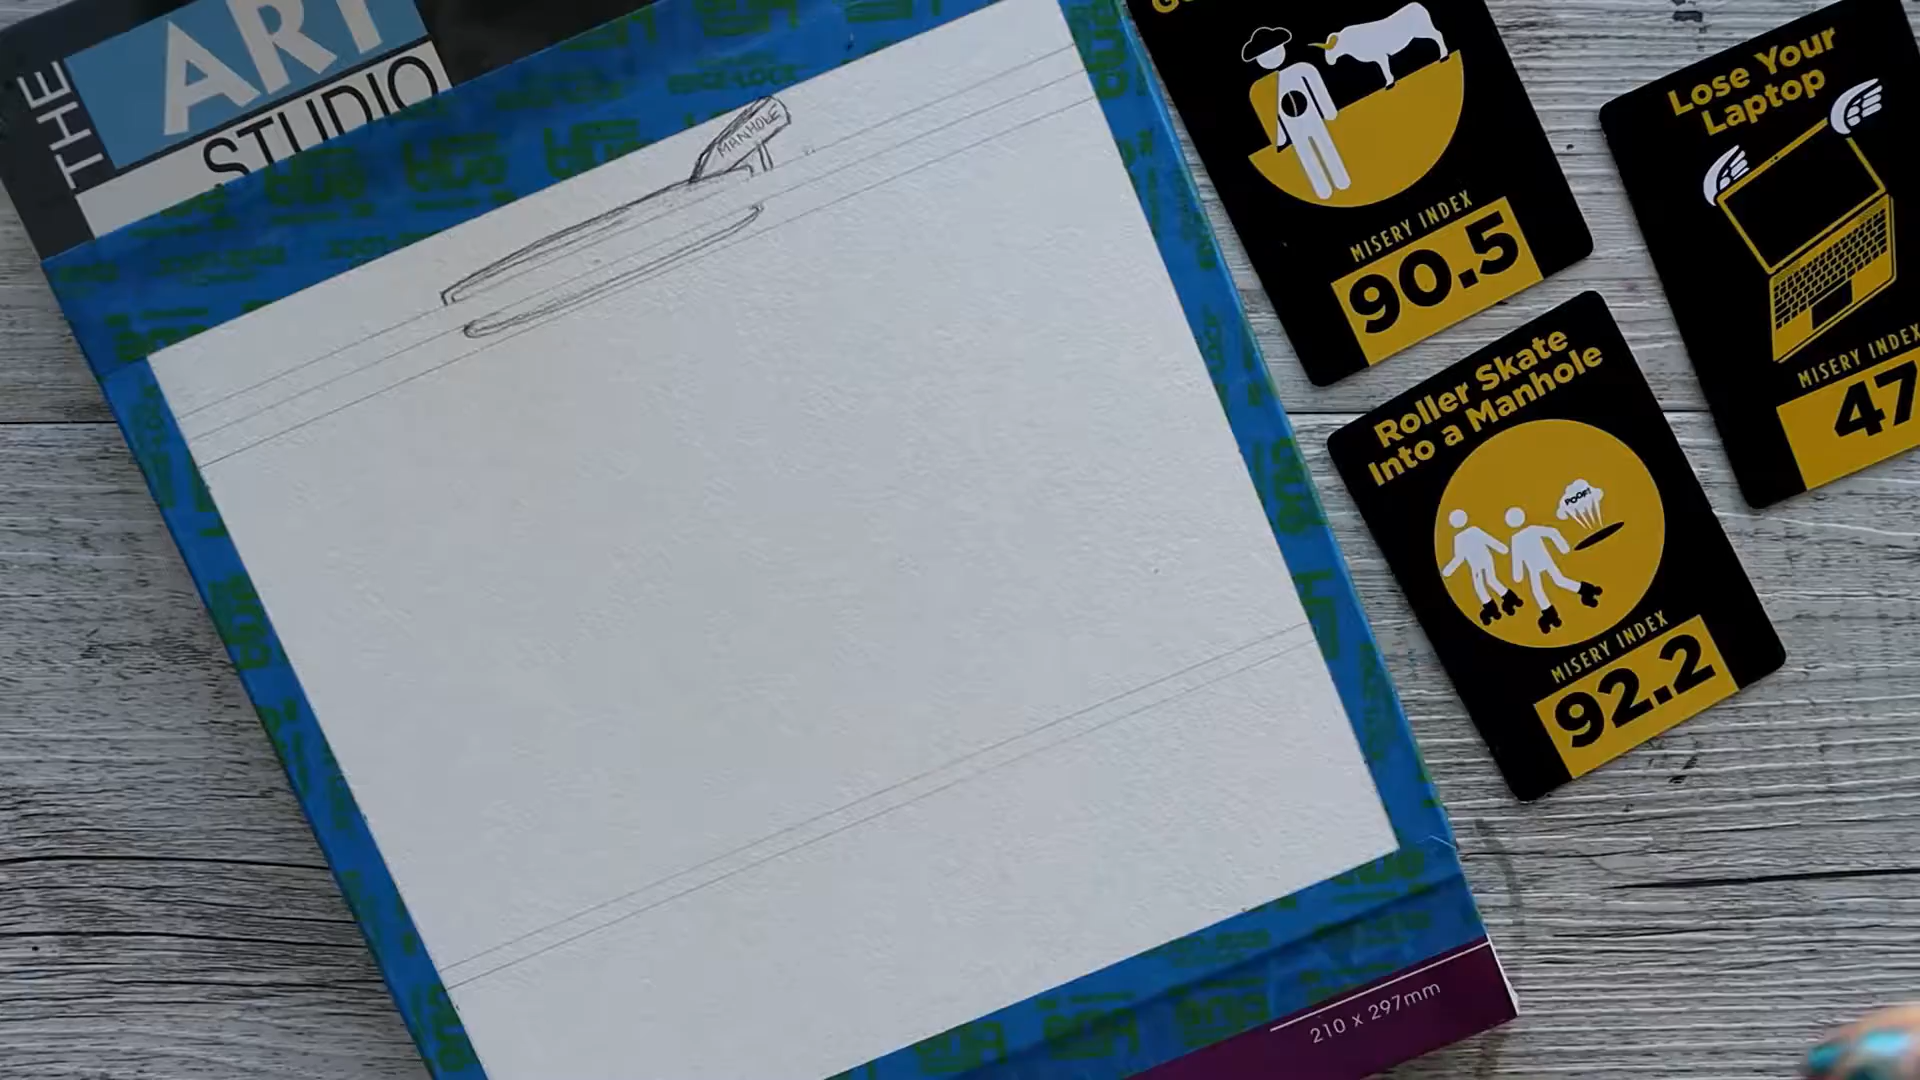 THE
ART
STUDIO
MANHOLE
MISERY INDEX
90.5
Lose Your
Laptop
MISERY INDEX
47
Roller Skate
Into a Manhole
POOF!
MISERY INDEX
92.2
210 x 297mm